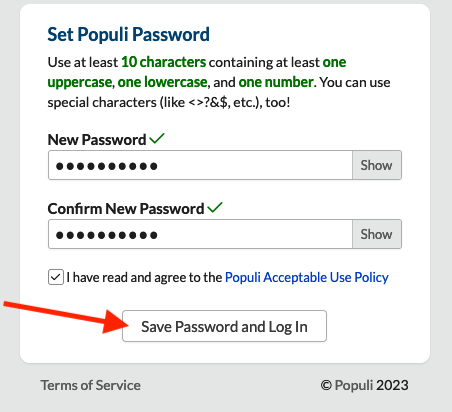 Set Populi Password
Use at least 10 characters containing at least one
uppercase, one lowercase, and one number. You can use
special characters (like <>?&$, etc.), too!
New Password
●●●●●●●●●● Show
Confirm New Password
●●●●●●●●●● Show
I have read and agree to the Populi Acceptable Use Policy
Save Password and Log In
Terms of Service © Populi 2023